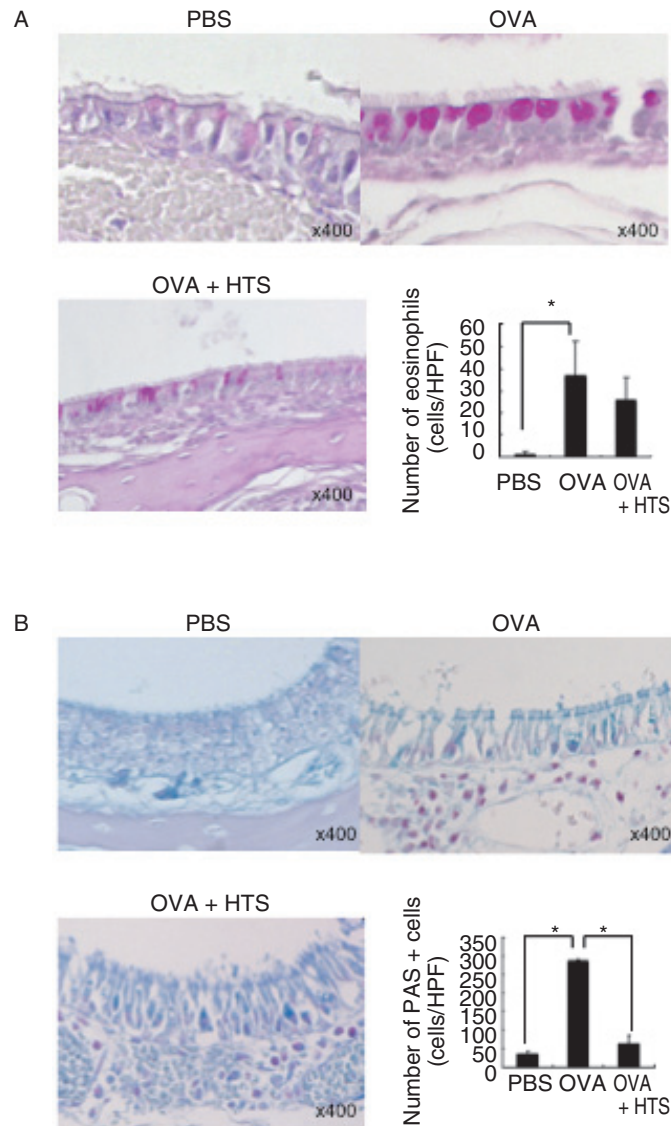 A
PBS
OVA
x400
x400
OVA + HTS
x400
Number of eosinophils
(cells/HPF)
*
60
50
40
30
20
10
0
PBS
OVA
OVA
+ HTS
B
PBS
OVA
x400
x400
OVA + HTS
x400
Number of PAS + cells
(cells/HPF)
*
*
350
300
250
200
150
100
50
0
PBS
OVA
OVA
+ HTS